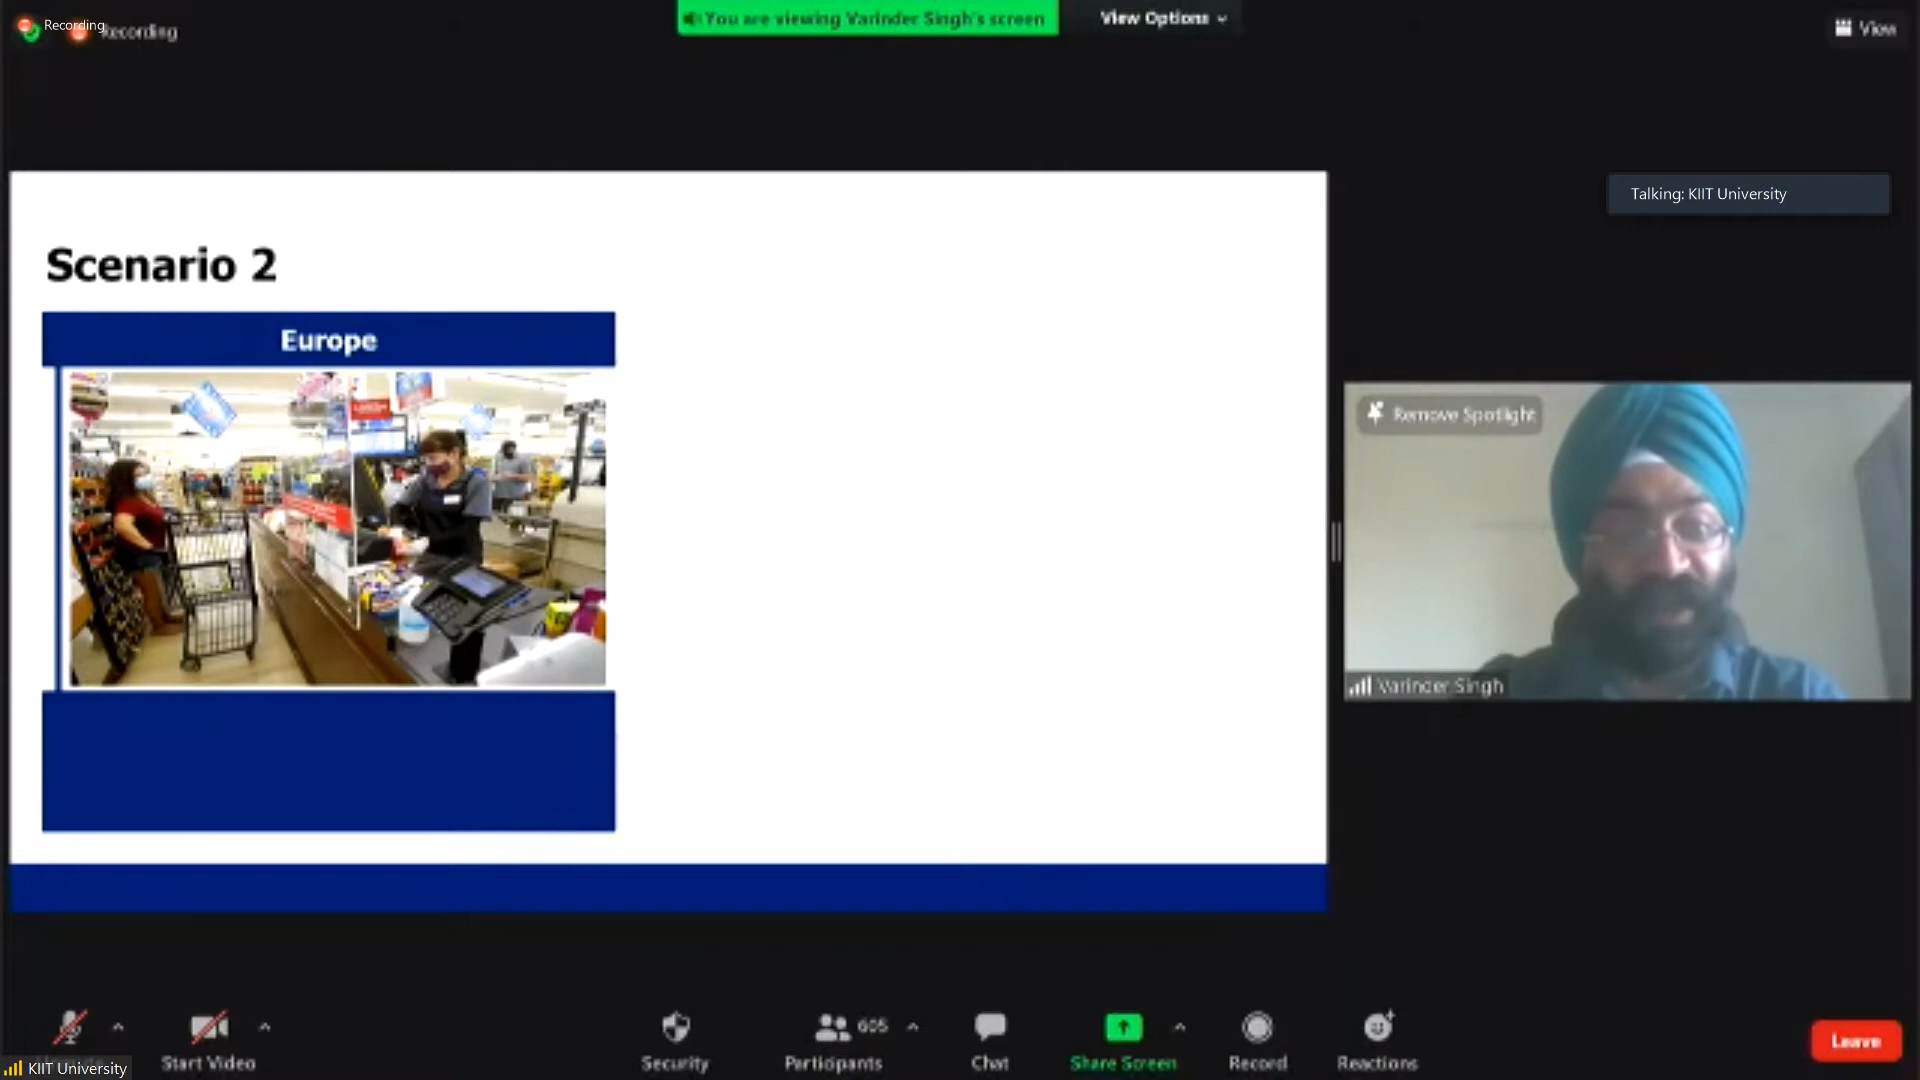 Recording
Recording
You are viewing Varinder Singh's screen
View Options
View
Talking: KIIT University
Scenario 2
Europe
Remove Spotlight
Varinder Singh
Start Video
Security
605
Participants
Chat
Share Screen
Record
Reactions
Leave
KIIT University